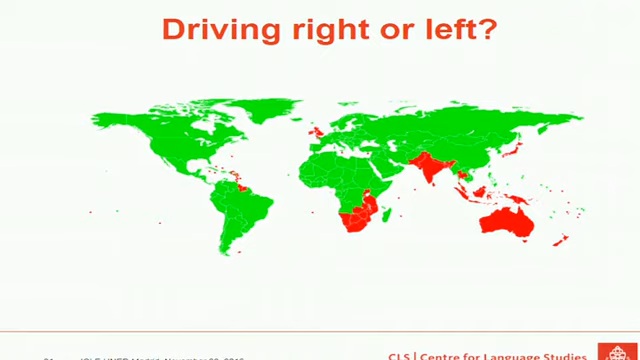 Driving right or left?
CLS | Centre for Language Studies